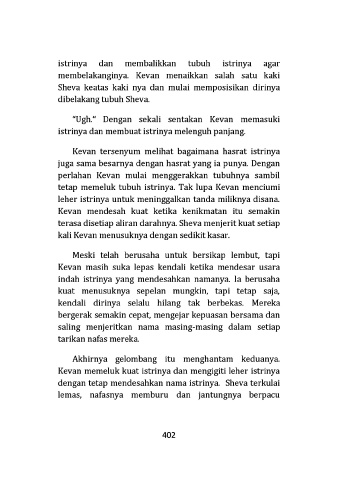 istrinya dan membalikkan tubuh istrinya agar
membelakanginya. Kevan menaikkan salah satu kaki
Sheva keatas kaki nya dan mulai memposisikan dirinya
dibelakang tubuh Sheva.
"Ugh." Dengan sekali sentakan Kevan memasuki
istrinya dan membuat istrinya melenguh panjang.
Kevan tersenyum melihat bagaimana hasrat istrinya
juga sama besarnya dengan hasrat yang ia punya. Dengan
perlahan Kevan mulai menggerakkan tubuhnya sambil
tetap memeluk tubuh istrinya. Tak lupa Kevan menciumi
leher istrinya untuk meninggalkan tanda miliknya disana.
Kevan mendesah kuat ketika kenikmatan itu semakin
terasa disetiap aliran darahnya. Sheva menjerit kuat setiap
kali Kevan menusuknya dengan sedikit kasar.
Meski telah berusaha untuk bersikap lembut, tapi
Kevan masih suka lepas kendali ketika mendesar usara
indah istrinya yang mendesahkan namanya. Ia berusaha
kuat menusuknya sepelan mungkin, tapi tetap saja,
kendali dirinya selalu hilang tak berbekas. Mereka
bergerak semakin cepat, mengejar kepuasan bersama dan
saling menjeritkan nama masing-masing dalam setiap
tarikan nafas mereka.
Akhirnya gelombang itu menghantam keduanya.
Kevan memeluk kuat istrinya dan mengigiti leher istrinya
dengan tetap mendesahkan nama istrinya. Sheva terkulai
lemas, nafasnya memburu dan jantungnya berpacu
402